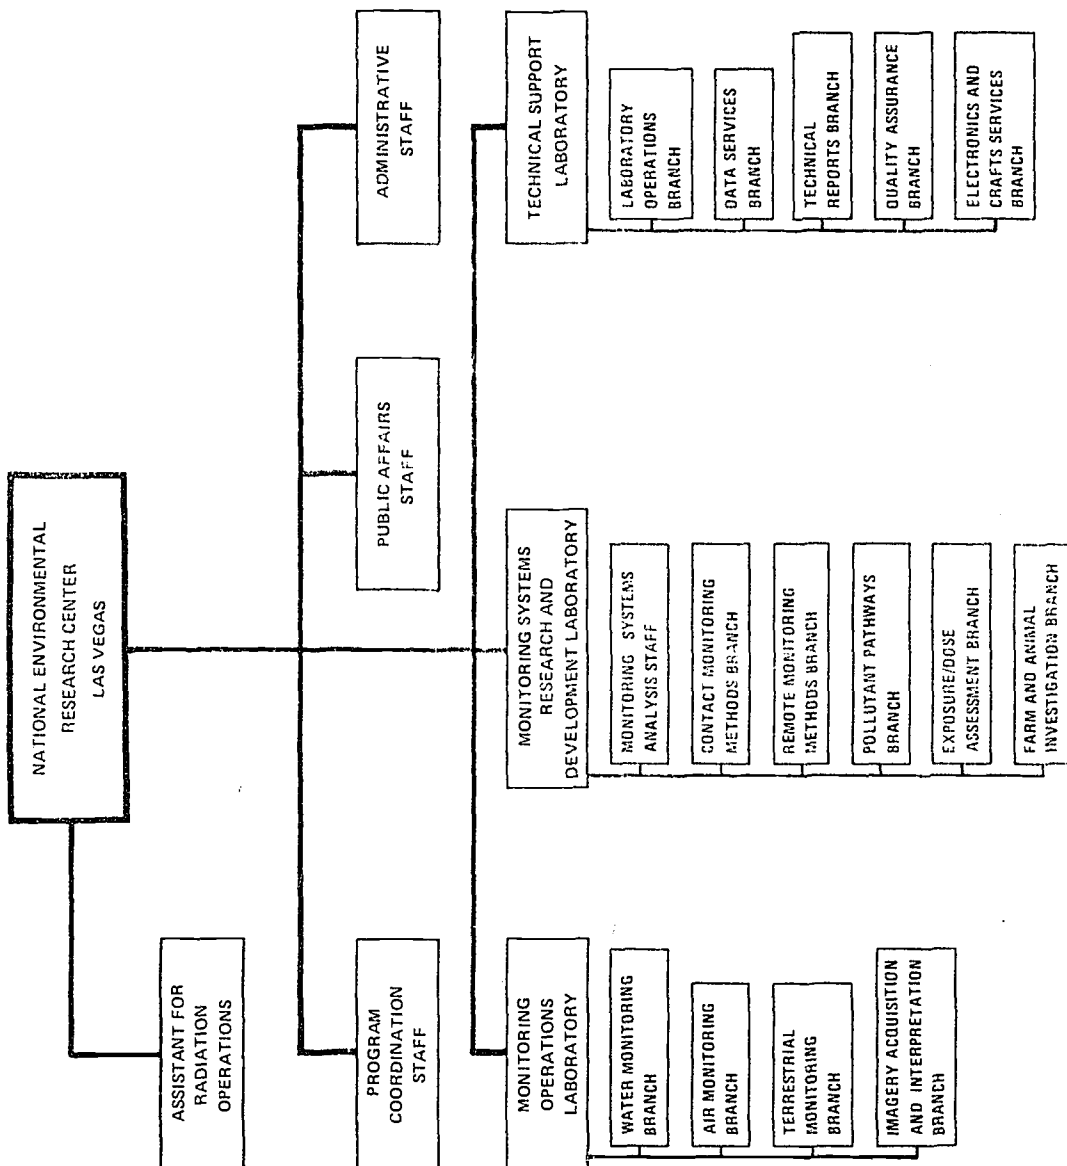 NATIONAL ENVIRONMENTAL
RESEARCH CENTER
LAS VEGAS
ASSISTANT FOR
RADIATION
OPERATIONS
PROGRAM
COORDINATION
STAFF
PUBLIC AFFAIRS
STAFF
ADMINISTRATIVE
STAFF
MONITORING
OPERATIONS
LABORATORY
WATER MONITORING
BRANCH
AIR MONITORING
BRANCH
TERRESTRIAL
MONITORING
BRANCH
IMAGERY ACQUISITION
AND INTERPRETATION
BRANCH
MONITORING SYSTEMS
RESEARCH AND
DEVELOPMENT LABORATORY
MONITORING SYSTEMS
ANALYSIS STAFF
CONTACT MONITORING
METHODS BRANCH
REMOTE MONITORING
METHODS BRANCH
POLLUTANT PATHWAYS
BRANCH
EXPOSURE/DOSE
ASSESSMENT BRANCH
FARM AND ANIMAL
INVESTIGATION BRANCH
TECHNICAL SUPPORT
LABORATORY
LABORATORY
OPERATIONS
BRANCH
DATA SERVICES
BRANCH
TECHNICAL
REPORTS BRANCH
QUALITY ASSURANCE
BRANCH
ELECTRONICS AND
CRAFTS SERVICES
BRANCH